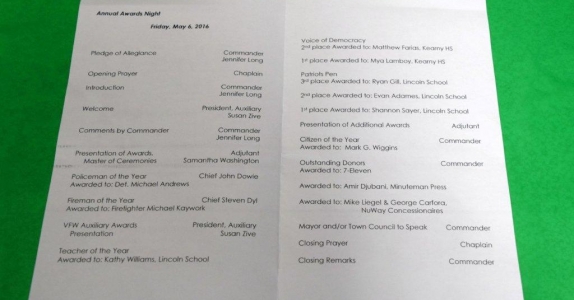 Annual Awards Night
Friday, May 6, 2016
Pledge of Allegiance Commander
Jennifer Long
Opening Prayer Chaplain
Introduction Commander
Jennifer Long
Welcome President, Auxiliary
Susan Zive
Comments by Commander Commander
Jennifer Long
Presentation of Awards, Adjutant
Master of Ceremonies Samantha Washington
Policeman of the Year Chief John Dowie
Awarded to: Det. Michael Andrews
Fireman of the Year Chief Steven Dyl
Awarded to: Firefighter Michael Kaywork
VFW Auxiliary Awards President, Auxiliary
Presentation Susan Zive
Teacher of the Year
Awarded to: Kathy Williams, Lincoln School
Voice of Democracy
2nd place Awarded to: Matthew Farias, Kearny HS
1st place Awarded to: Mya Lamboy, Kearny HS
Patriots Pen
3rd place Awarded to: Ryan Gill, Lincoln School
2nd place Awarded to: Evan Adames, Lincoln School
1st place Awarded to: Shannon Sayer, Lincoln School
Presentation of Additional Awards Adjutant
Citizen of the Year Commander
Awarded to: Mark G. Wiggins
Outstanding Donors Commander
Awarded to: 7-Eleven
Awarded to: Amir Djubani, Minuteman Press
Awarded to: Mike Liegel & George Carfora,
NuWay Concessionaires
Mayor and/or Town Council to Speak Commander
Closing Prayer Chaplain
Closing Remarks Commander